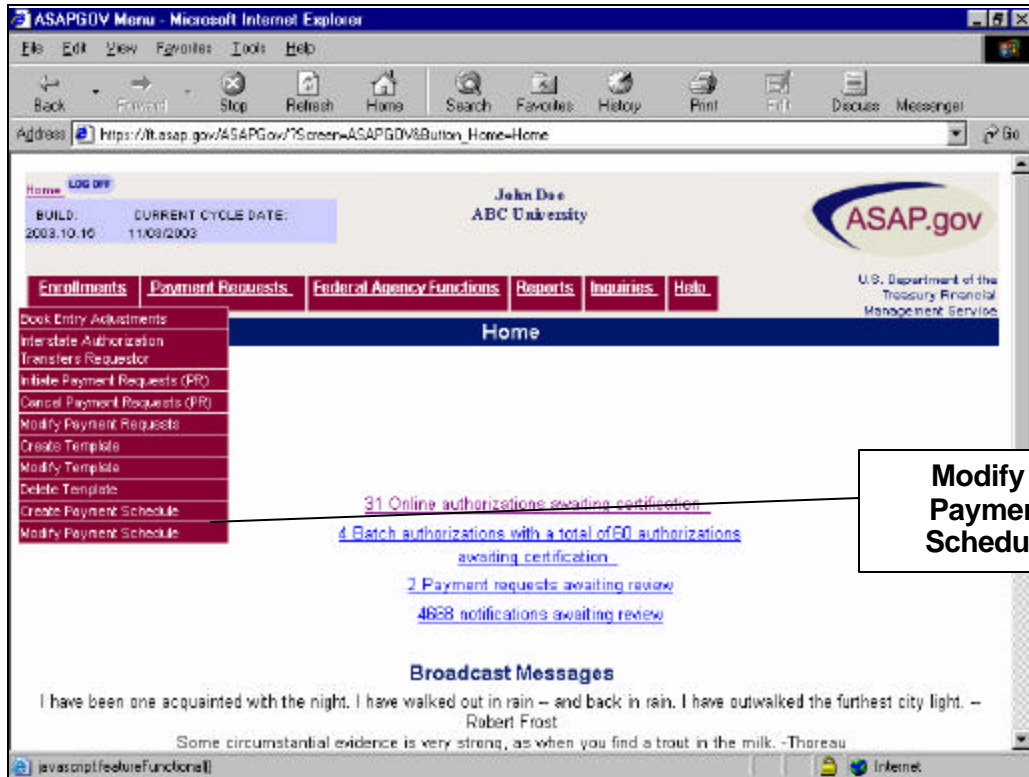 ASAPGOV Menu - Microsoft Internet Explorer
File Edit View Favorites Tools Help
Back Forward Stop Refresh Home Search Favorites History Print Edit Discuss Messenger
Address https://ft.asap.gov/ASAPGov/?Screen=ASAPGOV&Button_Home=Home Go
Home LOG OFF
BUILD: CURRENT CYCLE DATE:
2003.10.16 11/03/2003
John Doe
ABC University
ASAP.gov
U.S. Department of the
Treasury Financial
Management Service
Enrollments Payment Requests Federal Agency Functions Reports Inquiries Help
Home
Book Entry Adjustments
Interstate Authorization
Transfers Requestor
Initiate Payment Requests (PR)
Cancel Payment Requests (PR)
Modify Payment Requests
Create Template
Modify Template
Delete Template
Create Payment Schedule
Modify Payment Schedule
Modify
Paymen
Schedu
31 Online authorizations awaiting certification
4 Batch authorizations with a total of 60 authorizations
awaiting certification
2 Payment requests awaiting review
4668 notifications awaiting review
Broadcast Messages
I have been one acquainted with the night. I have walked out in rain -- and back in rain. I have outwalked the furthest city light. --
Robert Frost
Some circumstantial evidence is very strong, as when you find a trout in the milk. -Thoreau
javascript:featureFunctional() Internet